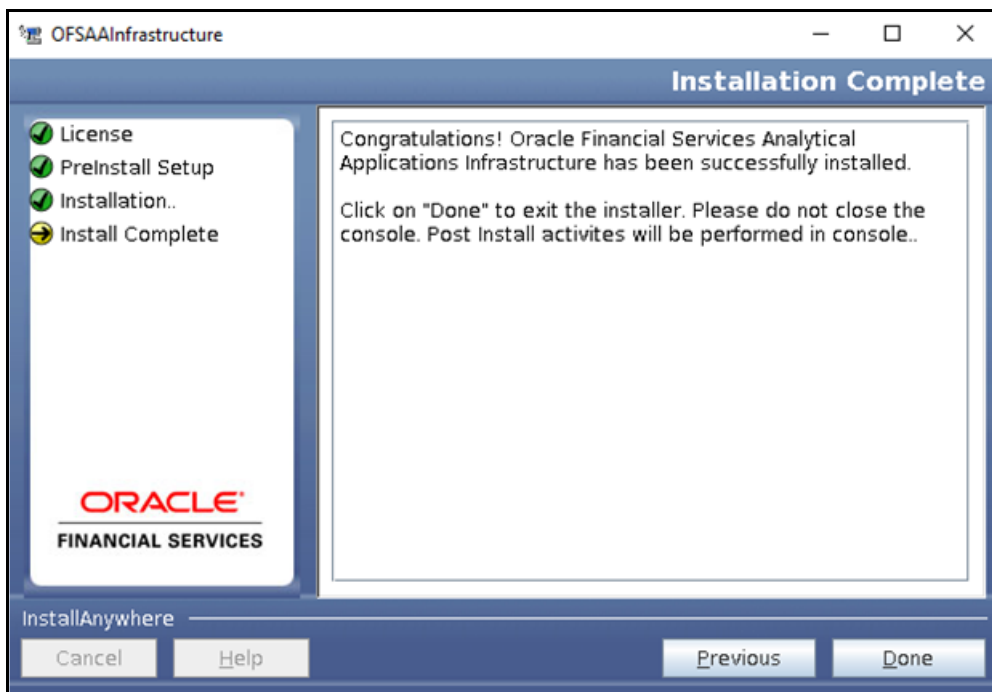 OFSAAInfrastructure
Installation Complete
License
PreInstall Setup
Installation..
Install Complete
Congratulations! Oracle Financial Services Analytical
Applications Infrastructure has been successfully installed.
Click on "Done" to exit the installer. Please do not close the
console. Post Install activites will be performed in console..
ORACLE
FINANCIAL SERVICES
InstallAnywhere
Cancel
Help
Previous
Done